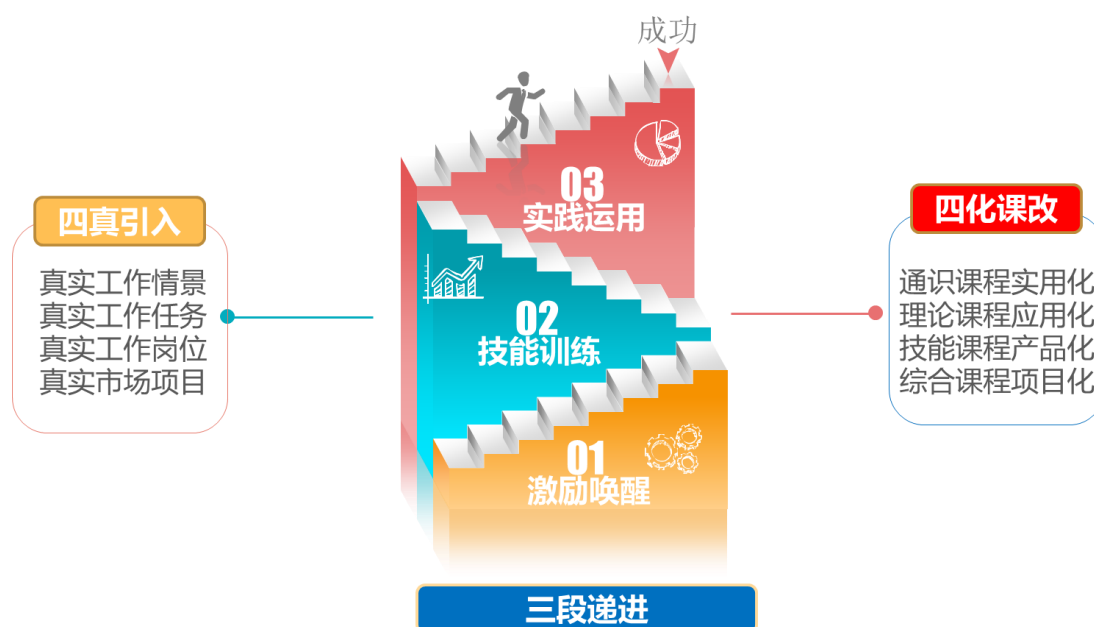 成功
四真引入
真实工作情景
真实工作任务
真实工作岗位
真实市场项目
03
实践运用
02
技能训练
01
激励唤醒
四化课改
通识课程实用化
理论课程应用化
技能课程产品化
综合课程项目化
三段递进